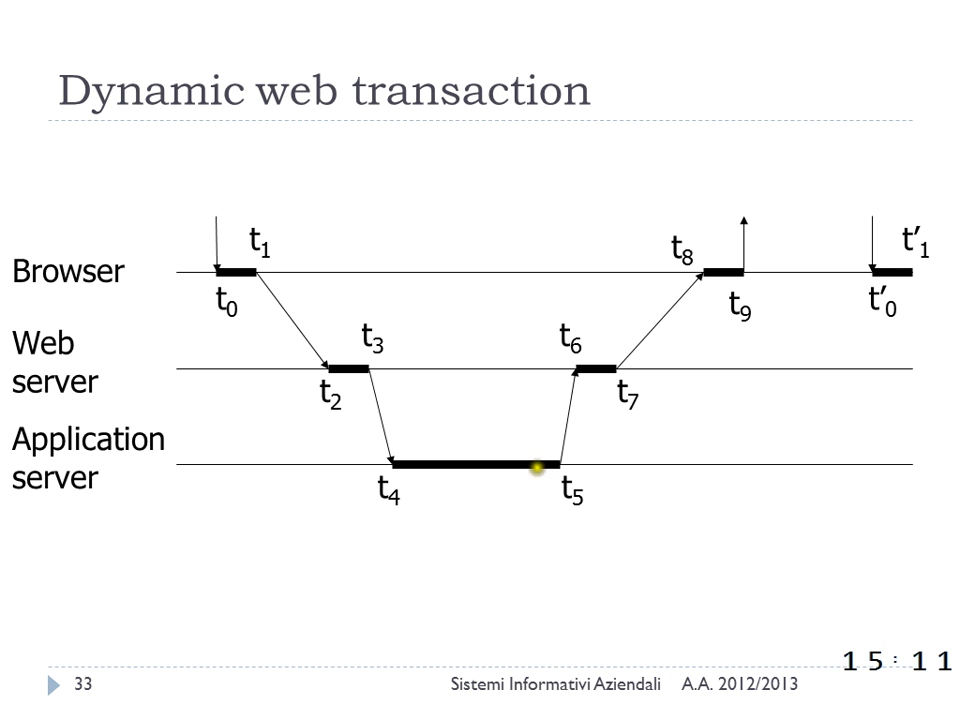 Dynamic web transaction
t1
t8
t’1
Browser
t0
t9
t’0
Web
server
t3
t6
t2
t7
Application
server
t4
t5
15:11
33
Sistemi Informativi Aziendali
A.A. 2012/2013